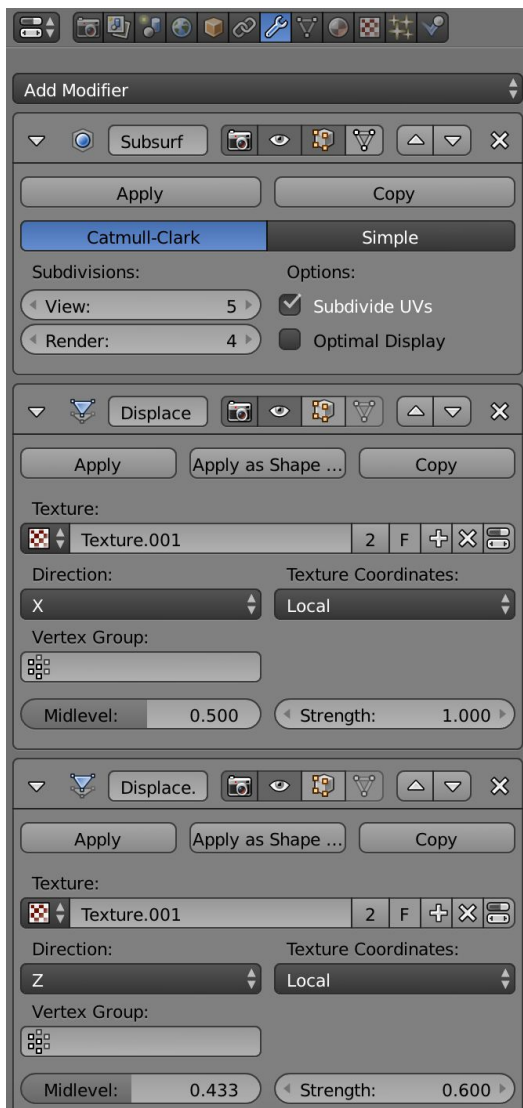 Add Modifier
Subsurf
Apply Copy
Catmull-Clark Simple
Subdivisions: Options:
View: 5 Subdivide UVs
Render: 4 Optimal Display
Displace
Apply Apply as Shape ... Copy
Texture:
Texture.001 2 F
Direction: Texture Coordinates:
X Local
Vertex Group:
Midlevel: 0.500 Strength: 1.000
Displace.
Apply Apply as Shape ... Copy
Texture:
Texture.001 2 F
Direction: Texture Coordinates:
Z Local
Vertex Group:
Midlevel: 0.433 Strength: 0.600